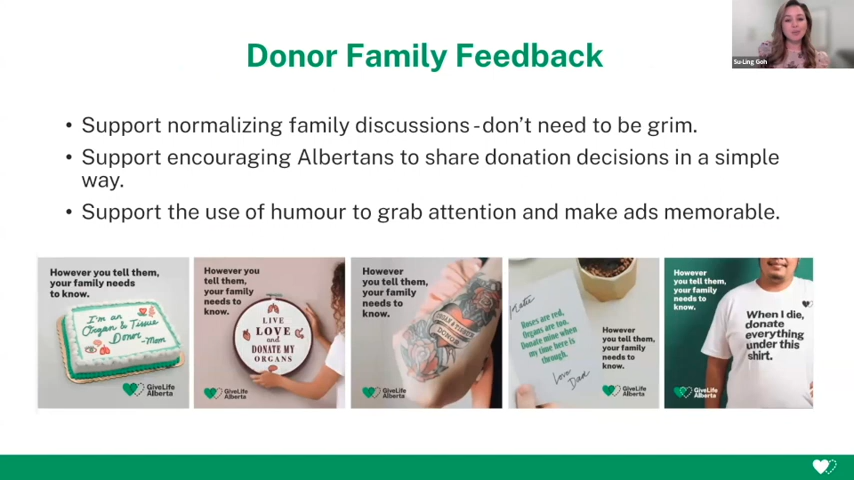 Donor Family Feedback
Su-Ling Goh
• Support normalizing family discussions - don't need to be grim.
• Support encouraging Albertans to share donation decisions in a simple
way.
• Support the use of humour to grab attention and make ads memorable.
However you tell them,
your family needs
to know.
I'm an
Organ & Tissue
Donor
-Mom
GiveLife
Alberta
However you
tell them,
your family
needs to
know.
LIVE
LOVE and
DONATE MY
ORGANS
GiveLife
Alberta
However
you tell them,
your family
needs to
know.
ORGAN & TISSUE
DONOR
GiveLife
Alberta
Katie
Roses are red,
Organs are too.
Donate mine when
my time here is
through.
Love
Dad
However
you tell them,
your family
needs to
know.
GiveLife
Alberta
However
you tell them,
your family
needs to
know.
When I die,
donate
everything
under this
shirt.
GiveLife
Alberta